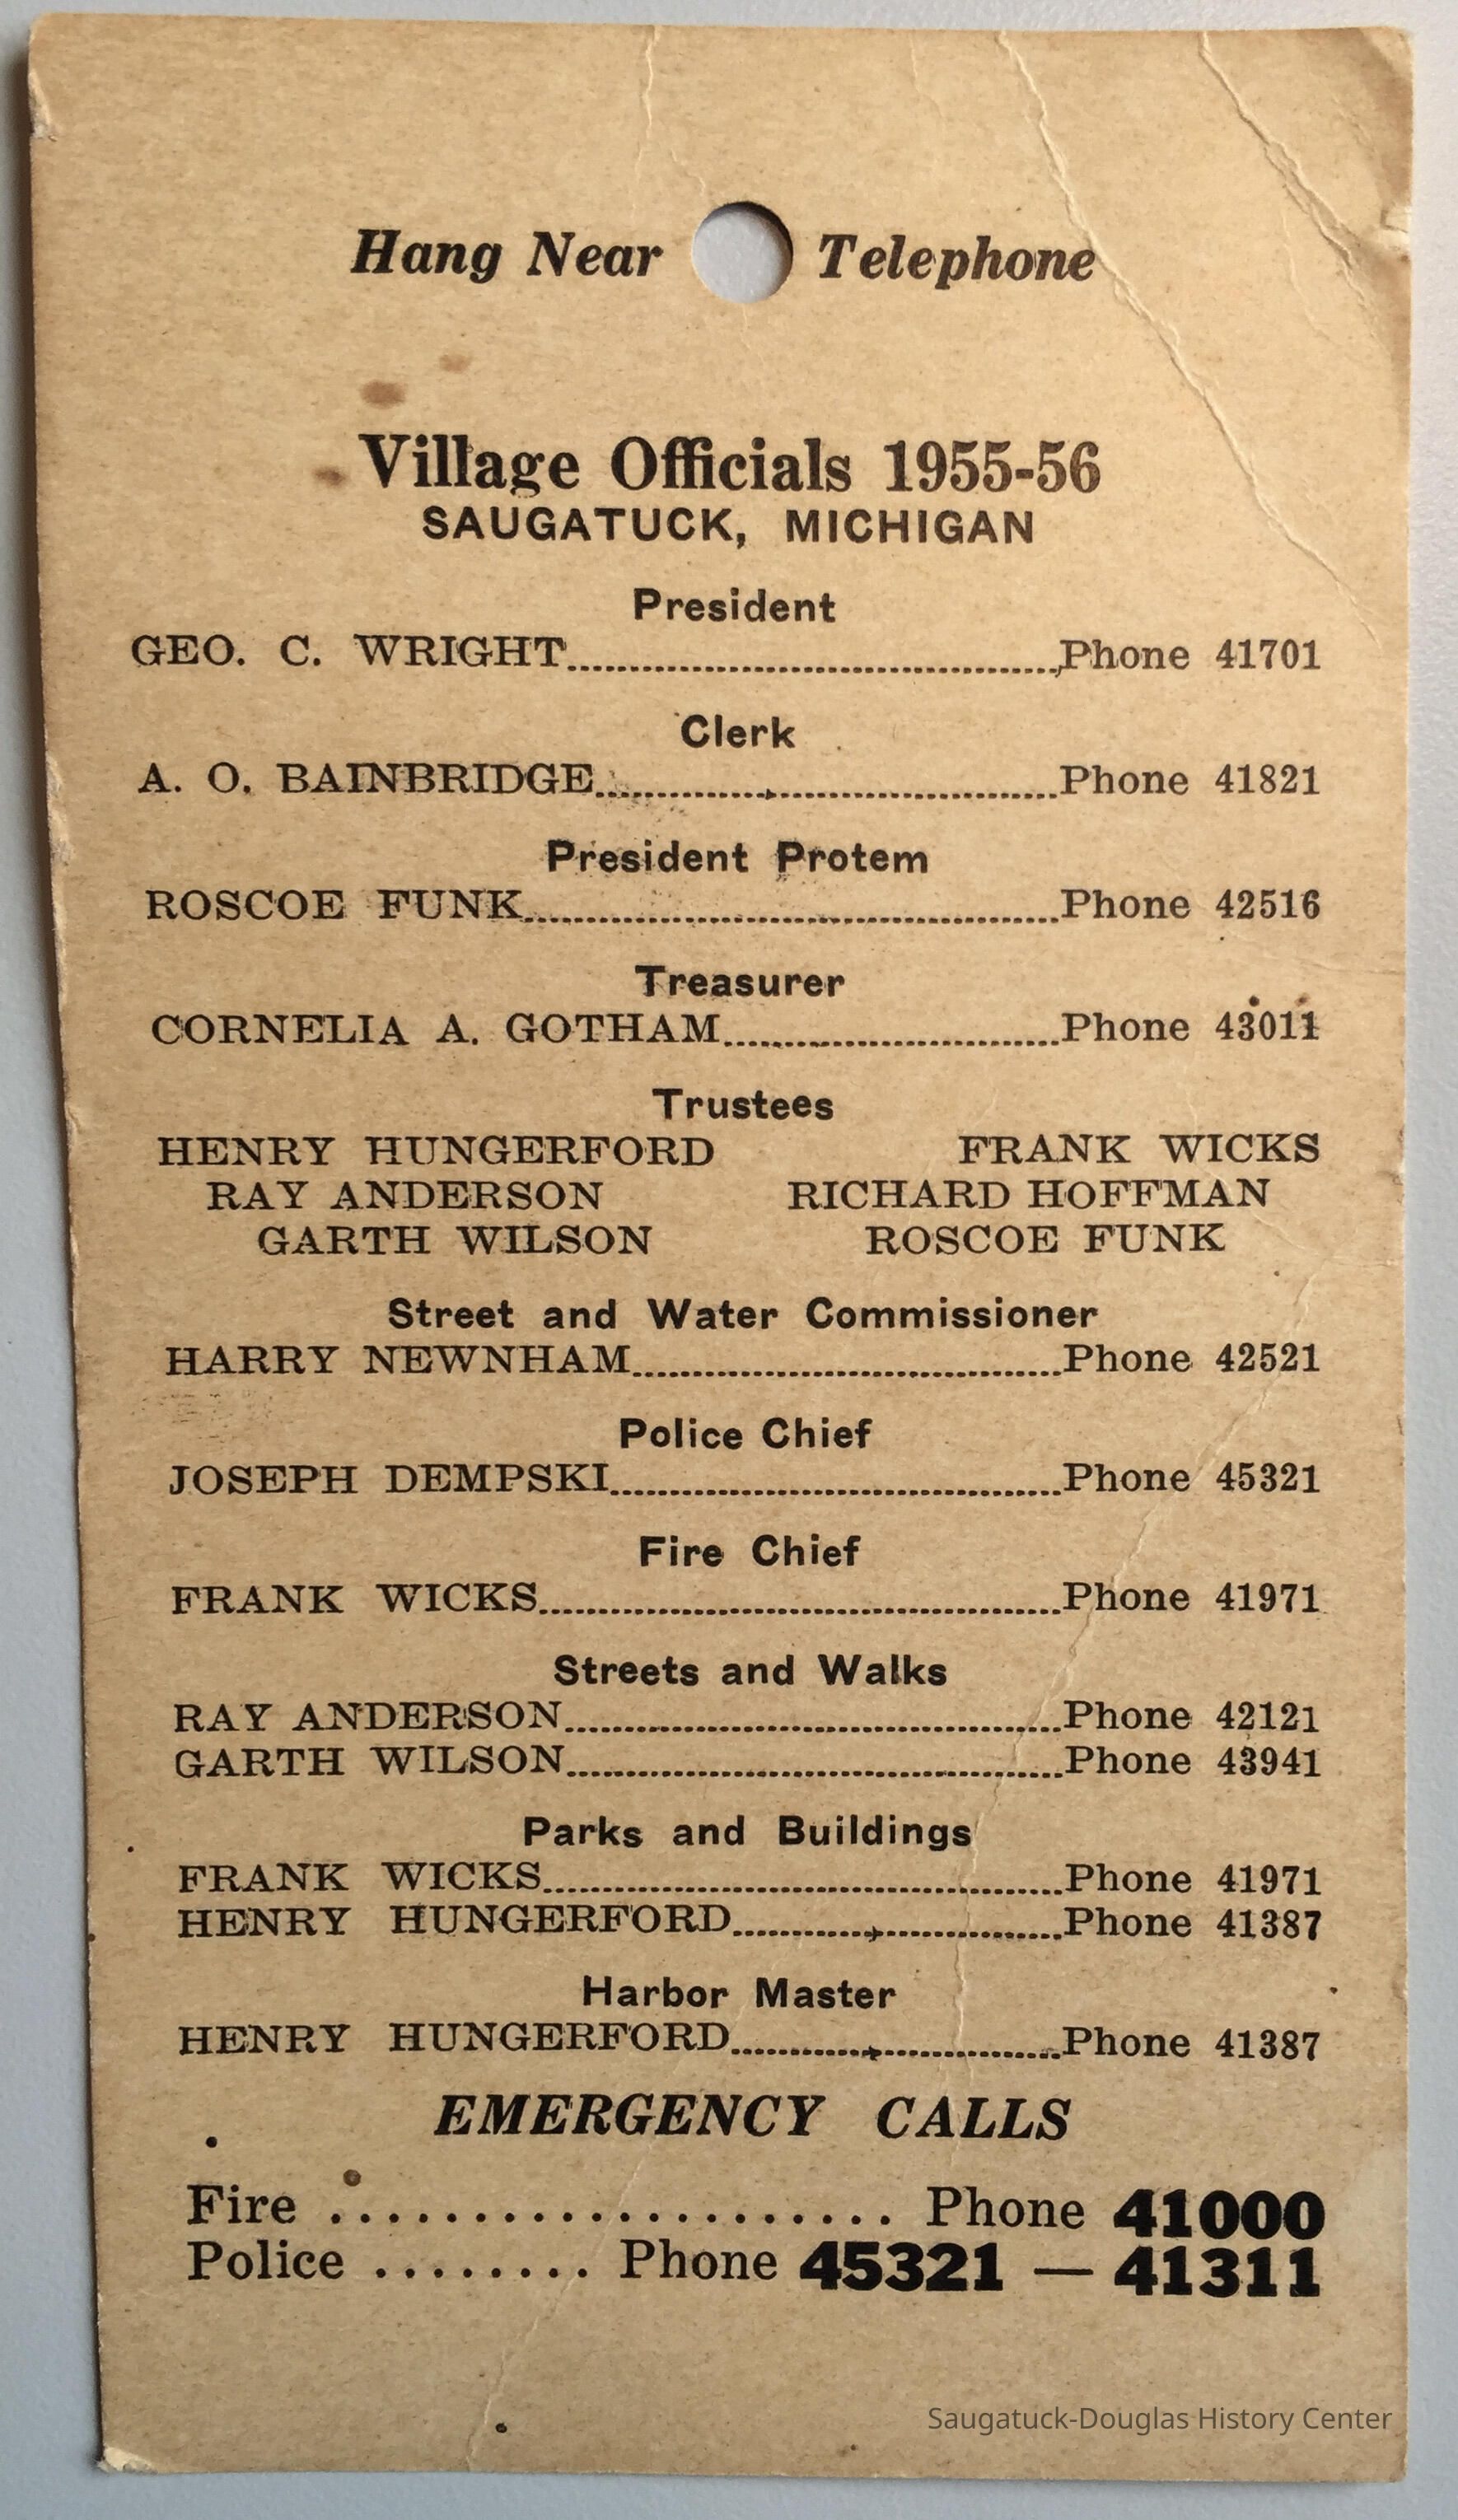 Hang Near Telephone
Village Officials 1955-56
SAUGATUCK, MICHIGAN
President
GEO. C. WRIGHT........................................Phone 41701
Clerk
A. O. BAINBRIDGE........................................Phone 41821
President Protem
ROSCOE FUNK........................................Phone 42516
Treasurer
CORNELIA A. GOTHAM..............................Phone 43011
Trustees
HENRY HUNGERFORD FRANK WICKS
RAY ANDERSON RICHARD HOFFMAN
GARTH WILSON ROSCOE FUNK
Street and Water Commissioner
HARRY NEWNHAM...................................Phone 42521
Police Chief
JOSEPH DEMPSKI.....................................Phone 45321
Fire Chief
FRANK WICKS..........................................Phone 41971
Streets and Walks
RAY ANDERSON........................................Phone 42121
GARTH WILSON........................................Phone 43941
Parks and Buildings
FRANK WICKS..........................................Phone 41971
HENRY HUNGERFORD...........................Phone 41387
Harbor Master
HENRY HUNGERFORD...........................Phone 41387
EMERGENCY CALLS
Fire .................... Phone 41000
Police ........ Phone 45321 — 41311
Saugatuck-Douglas History Center